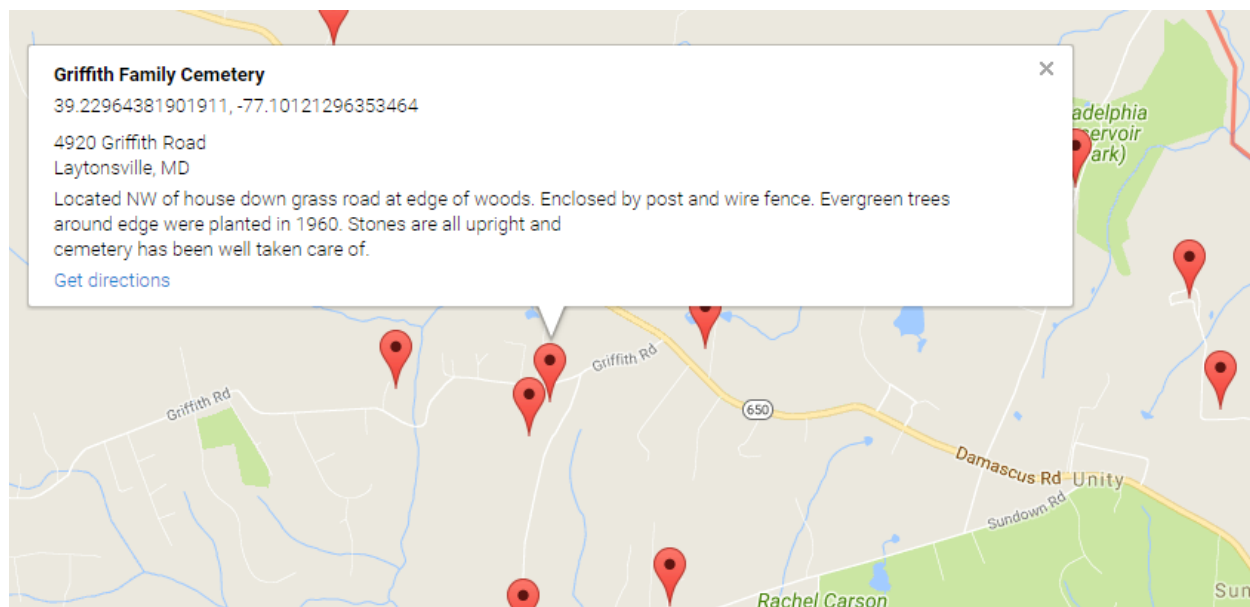 Griffith Family Cemetery
39.22964381901911, -77.10121296353464
4920 Griffith Road
Laytonsville, MD
Located NW of house down grass road at edge of woods. Enclosed by post and wire fence. Evergreen trees
around edge were planted in 1960. Stones are all upright and
cemetery has been well taken care of.
Get directions
adelphia
ervoir
ark)
Griffith Rd
Griffith Rd
650
Damascus Rd
Unity
Sundown Rd
Rachel Carson
Sun